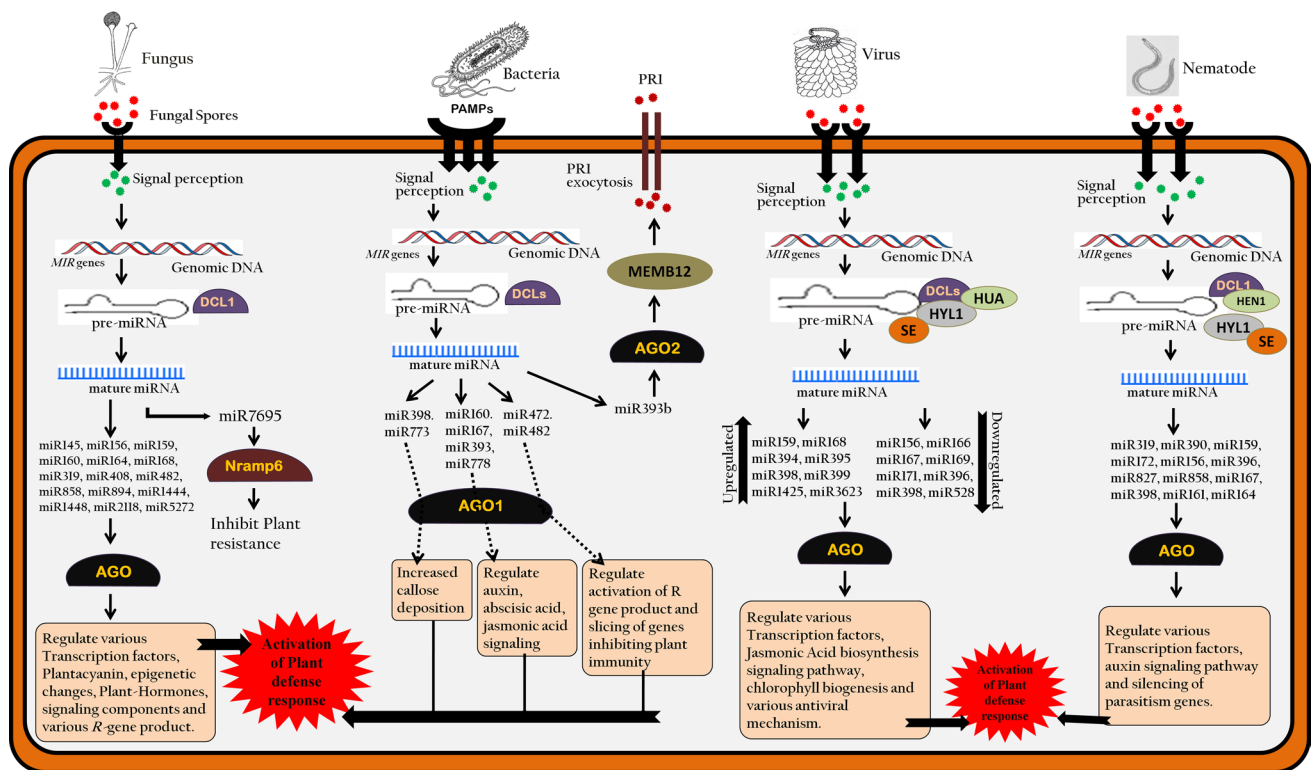 Fungus
Fungal Spores
Signal perception
MIR genes
Genomic DNA
DCL1
pre-miRNA
mature miRNA
miR7695
miR145, miR156, miR159,
miR160, miR164, miR168,
miR319, miR408, miR482,
miR858, miR894, miR1444,
miR1448, miR2118, miR5272
Nramp6
Inhibit Plant
resistance
AGO
Regulate various
Transcription factors,
Plantacyanin, epigenetic
changes, Plant-Hormones,
signaling components and
various R-gene product.
Activation
of Plant
defense
response
Bacteria
PAMPs
Signal
perception
MIR genes
Genomic DNA
DCLs
pre-miRNA
mature miRNA
miR398.
miR773
miR160.
miR167,
miR393,
miR778
miR472.
miR482
miR393b
AGO1
Increased
callose
deposition
Regulate
auxin,
abscisic acid,
jasmonic acid
signaling
Regulate
activation of R
gene product and
slicing of genes
inhibiting plant
immunity
PRI
PRI
exocytosis
MEMB12
AGO2
Virus
Signal
perception
MIR genes
Genomic DNA
DCLs
HUA
HYL1
SE
pre-miRNA
mature miRNA
Upregulated
miR159, miR168
miR394, miR395
miR398, miR399
miR1425, miR3623
miR156, miR166
miR167, miR169,
miR171, miR396,
miR398, miR528
Downregulated
AGO
Regulate various
Transcription factors,
Jasmonic Acid biosynthesis
signaling pathway,
chlorophyll biogenesis and
various antiviral
mechanism.
Activation
of Plant
defense
response
Nematode
Signal
perception
MIR genes
Genomic DNA
DCL1
HEN1
HYL1
SE
pre-miRNA
mature miRNA
miR319, miR390, miR159,
miR172, miR156, miR396,
miR827, miR858, miR167,
miR398, miR161, miR164
AGO
Regulate various
Transcription factors,
auxin signaling pathway
and silencing of
parasitism genes.